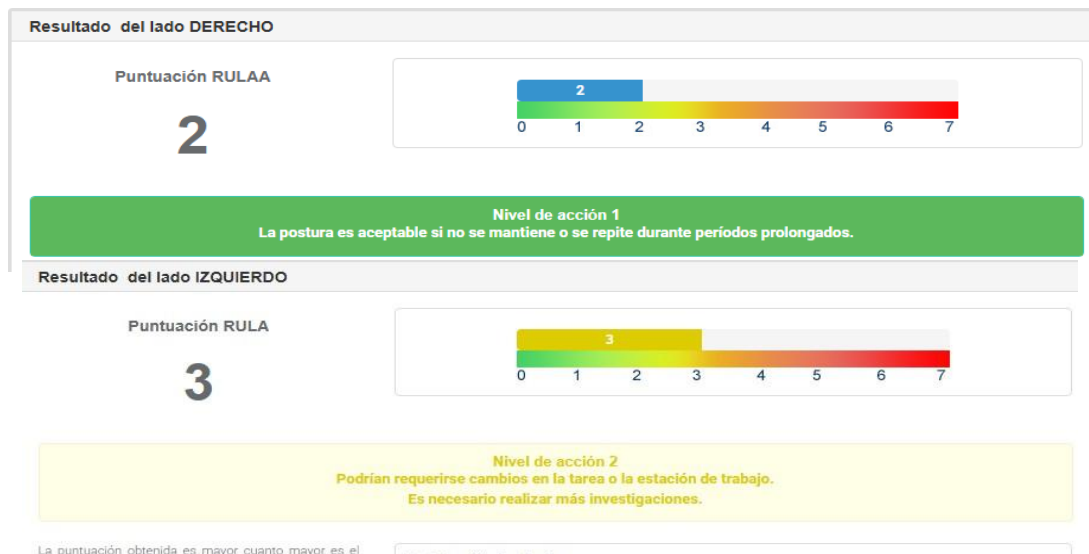 Resultado del lado DERECHO
Puntuación RULAA
2
2
0 1 2 3 4 5 6 7
Nivel de acción 1
La postura es aceptable si no se mantiene o se repite durante períodos prolongados.
Resultado del lado IZQUIERDO
Puntuación RULA
3
3
0 1 2 3 4 5 6 7
Nivel de acción 2
Podrían requerirse cambios en la tarea o la estación de trabajo.
Es necesario realizar más investigaciones.
La puntuación obtenida es mayor cuanto mayor es el